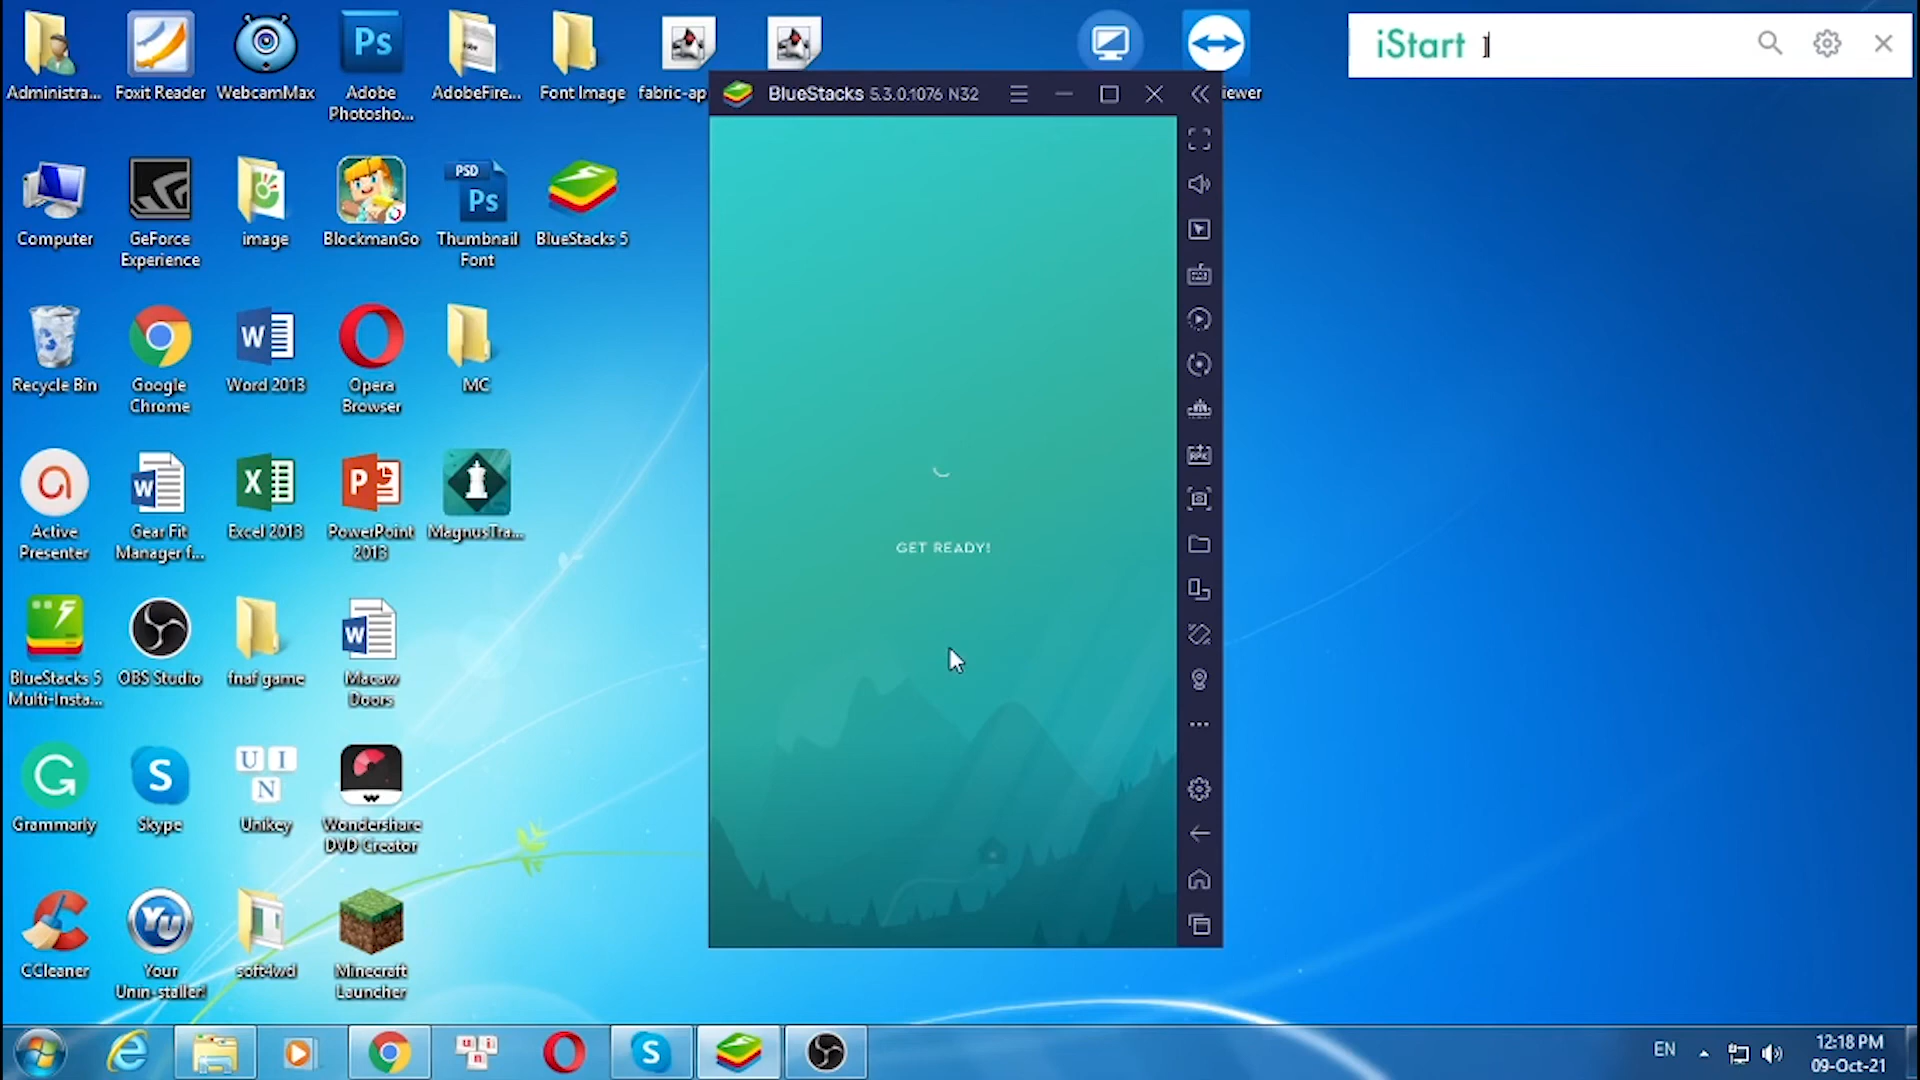 Administra...
Foxit Reader
WebcamMax
Ps
Adobe
Photosho...
AdobeFire...
Font Image
fabric-ap
iewer
iStart
BlueStacks 5.3.0.1076 N32
Computer
GeForce
Experience
image
BlockmanGo
PSD
Ps
Thumbnail
Font
BlueStacks 5
Recycle Bin
Google
Chrome
W
Word 2013
Opera
Browser
MC
Active
Presenter
W
Gear Fit
Manager f...
X
Excel 2013
P
PowerPoint
2013
MagnusTra...
GET READY!
BlueStacks 5
Multi-Insta...
OBS Studio
fnaf game
W
Macaw
Doors
G
Grammarly
S
Skype
U I
N
Unikey
Wondershare
DVD Creator
CCleaner
YU
Your
Unin-staller!
soft4wd
Minecraft
Launcher
u n i
n
S
EN
12:18 PM
09-Oct-21